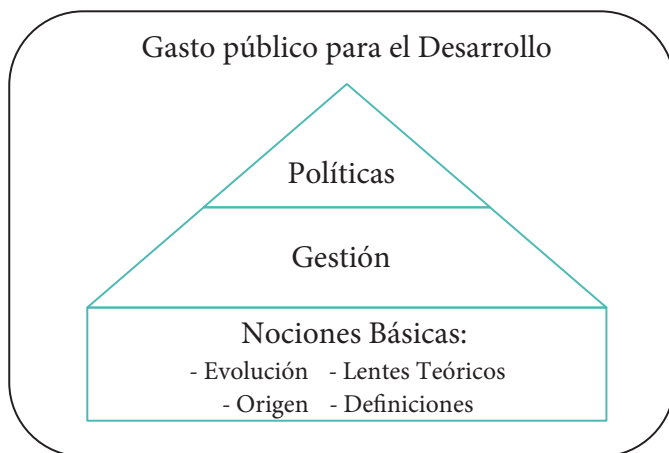 Gasto público para el Desarrollo
Políticas
Gestión
Nociones Básicas:
- Evolución - Lentes Teóricos
- Origen - Definiciones